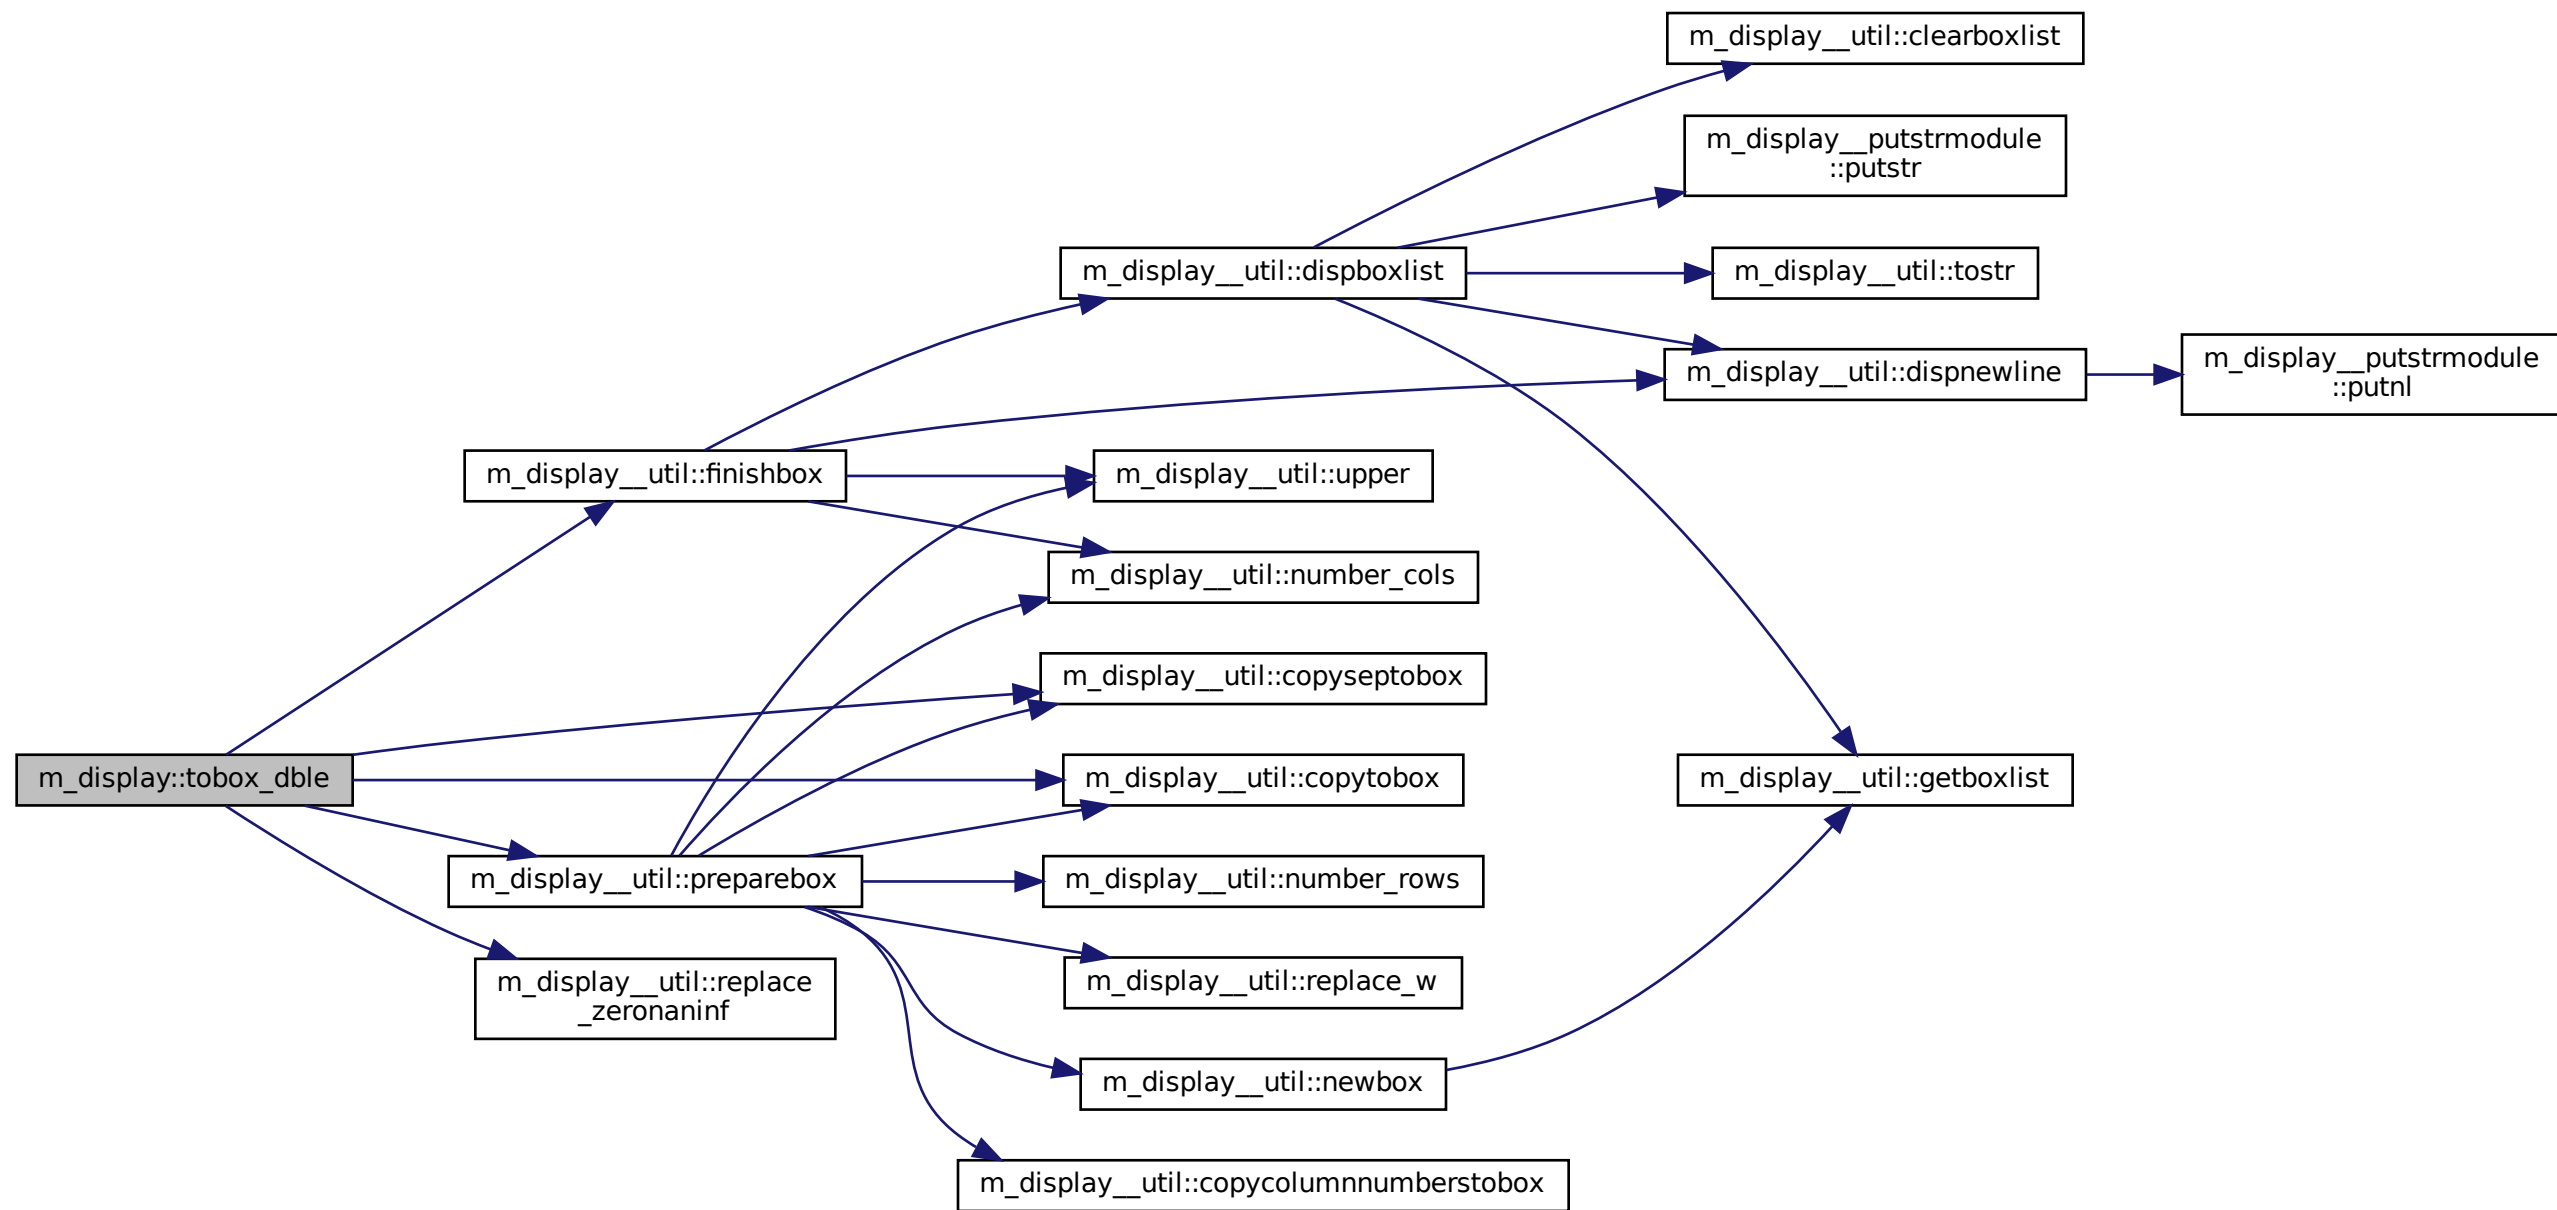 m_display__util::clearboxlist
m_display__putstrmodule
::putstr
m_display__util::dispboxlist
m_display__util::tostr
m_display__util::dispnewline
m_display__putstrmodule
::putnl
m_display__util::finishbox
m_display__util::upper
m_display__util::number_cols
m_display__util::copyseptobox
m_display::tobox_dble
m_display__util::copytobox
m_display__util::getboxlist
m_display__util::preparebox
m_display__util::number_rows
m_display__util::replace
_zeronaninf
m_display__util::replace_w
m_display__util::newbox
m_display__util::copycolumnnumberstobox